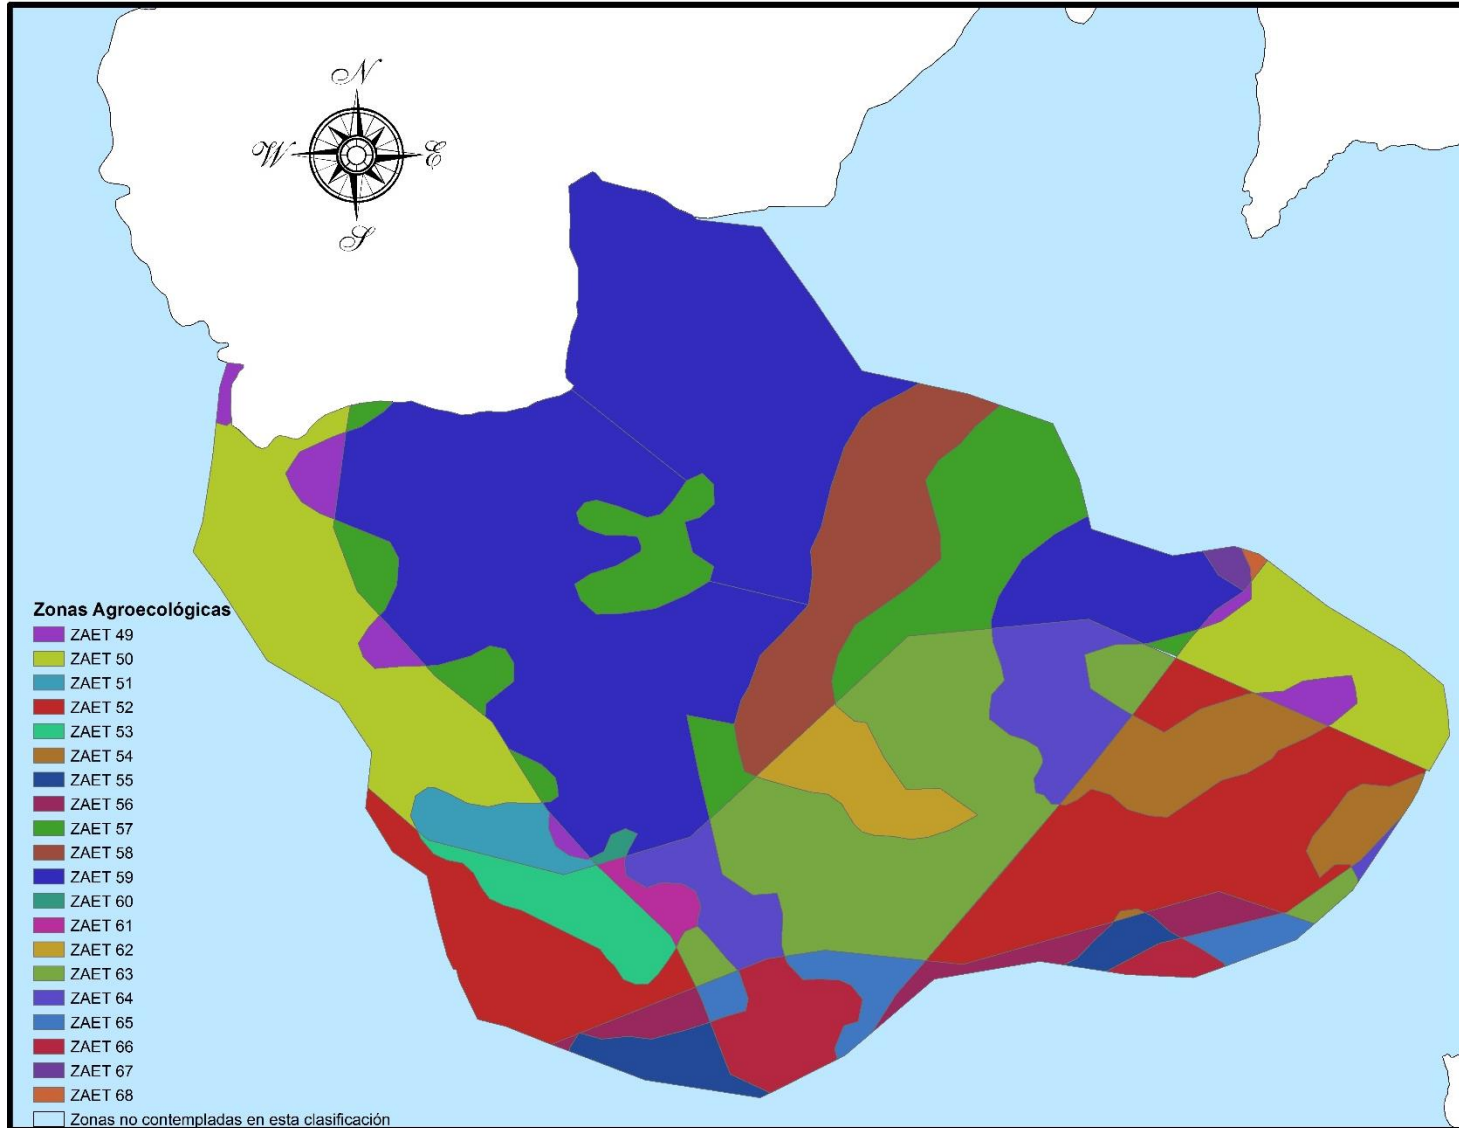 N
W E
S
Zonas Agroecológicas
ZAET 49
ZAET 50
ZAET 51
ZAET 52
ZAET 53
ZAET 54
ZAET 55
ZAET 56
ZAET 57
ZAET 58
ZAET 59
ZAET 60
ZAET 61
ZAET 62
ZAET 63
ZAET 64
ZAET 65
ZAET 66
ZAET 67
ZAET 68
Zonas no contempladas en esta clasificación